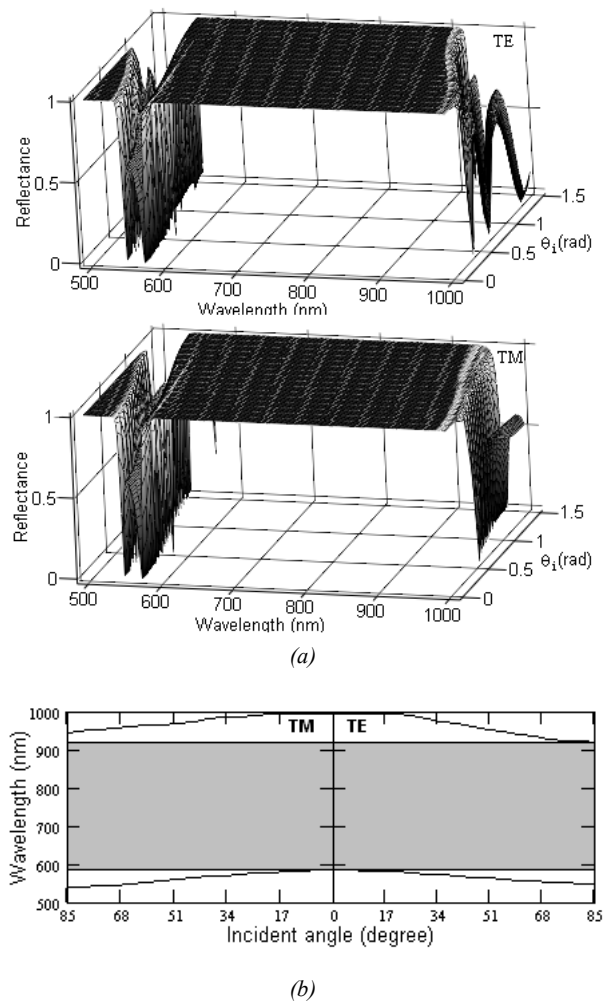 TE
1
0.5
0
Reflectance
500 600 700 800 900 1000
Wavelength (nm)
0 0.5 1 1.5
θi(rad)
TM
1
0.5
0
Reflectance
500 600 700 800 900 1000
Wavelength (nm)
0 0.5 1 1.5
θi(rad)
(a)
1000
900
800
700
600
500
Wavelength (nm)
TM TE
85 68 51 34 17 0 17 34 51 68 85
Incident angle (degree)
(b)